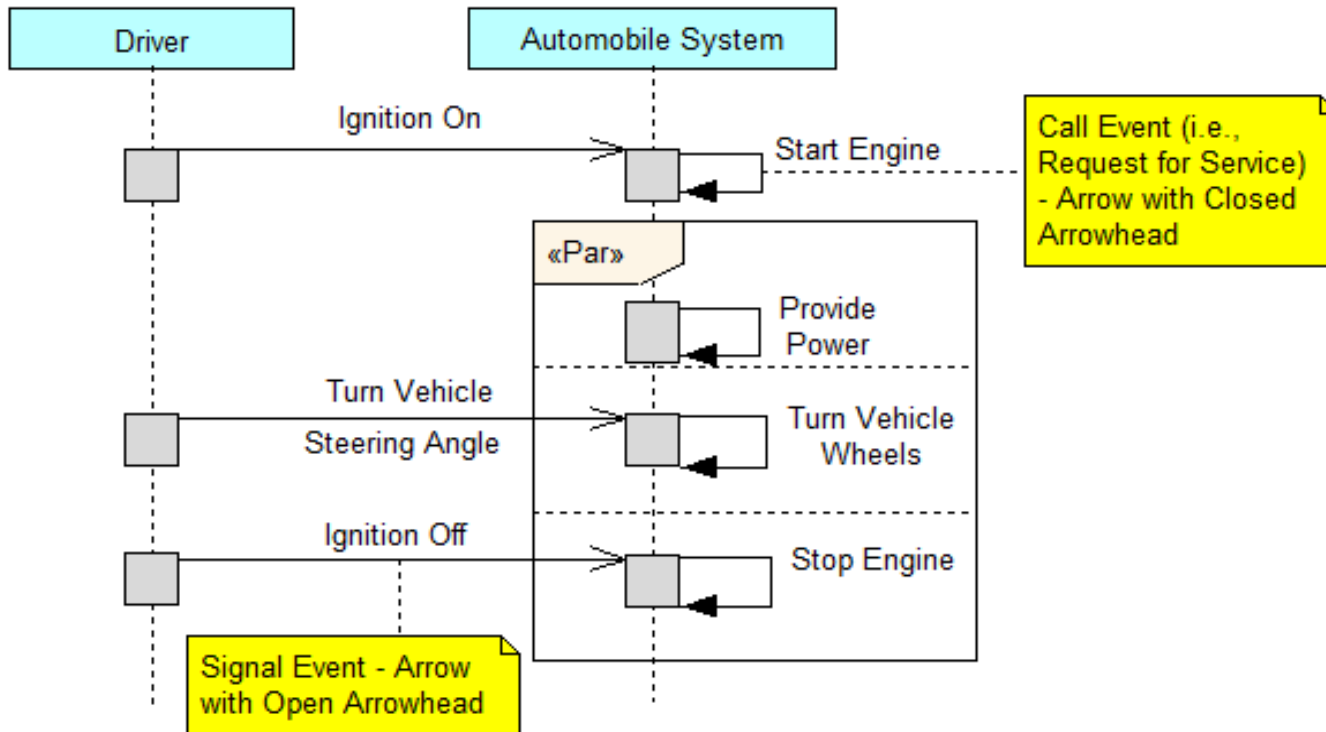 Driver
Automobile System
Ignition On
Start Engine
Call Event (i.e.,
Request for Service)
- Arrow with Closed
Arrowhead
«Par»
Provide
Power
Turn Vehicle
Steering Angle
Turn Vehicle
Wheels
Ignition Off
Stop Engine
Signal Event - Arrow
with Open Arrowhead